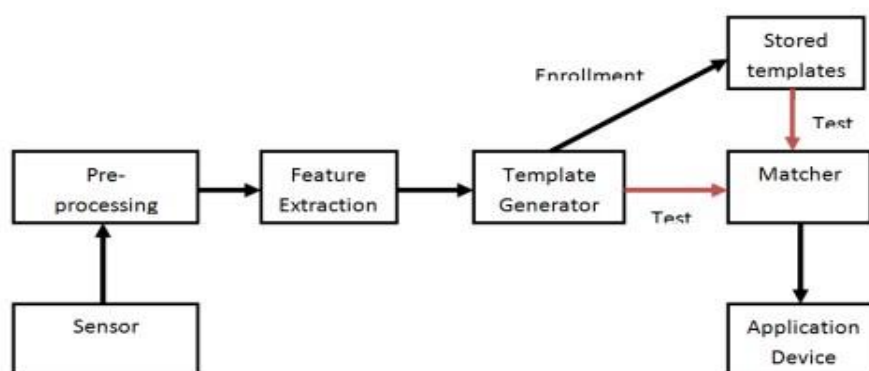 Stored
templates
Enrollment
Test
Pre-
processing
Feature
Extraction
Template
Generator
Test
Matcher
Sensor
Application
Device